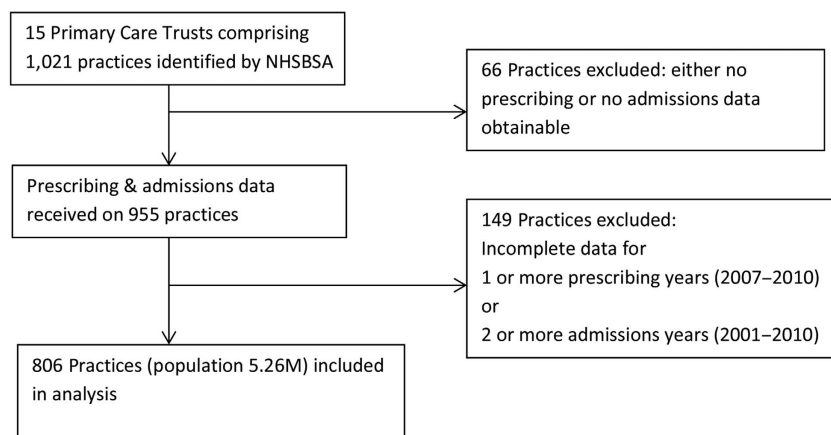 15 Primary Care Trusts comprising
1,021 practices identified by NHSBSA
66 Practices excluded: either no
prescribing or no admissions data
obtainable
Prescribing & admissions data
received on 955 practices
149 Practices excluded:
Incomplete data for
1 or more prescribing years (2007–2010)
or
2 or more admissions years (2001–2010)
806 Practices (population 5.26M) included
in analysis